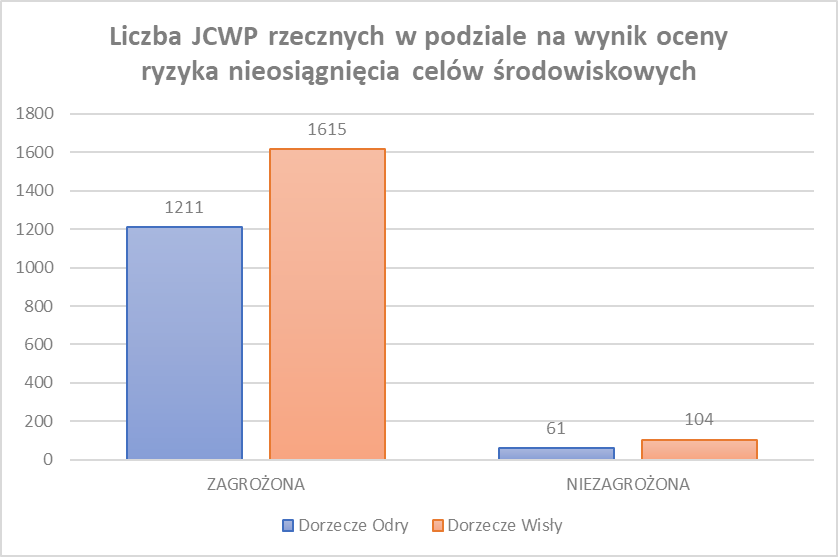 Liczba JCWP rzecznych w podziale na wynik oceny
ryzyka nieosiągnięcia celów środowiskowych
1800
1600
1400
1200
1000
800
600
400
200
0
1211
1615
61
104
ZAGROŻONA
NIEZAGROŻONA
Dorzecze Odry
Dorzecze Wisły